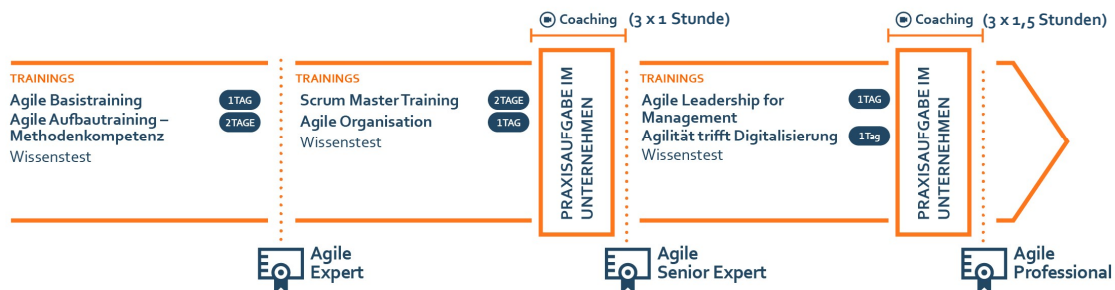 Coaching (3 x 1 Stunde)
Coaching (3 x 1,5 Stunden)
TRAININGS
Agile Basistraining 1TAG
Agile Aufbautraining – 2TAGE
Methodenkompetenz
Wissenstest
TRAININGS
Scrum Master Training 2TAGE
Agile Organisation 1TAG
Wissenstest
PRAXISAUFGABE IM
UNTERNEHMEN
TRAININGS
Agile Leadership for 1TAG
Management
Agilität trifft Digitalisierung 1Tag
Wissenstest
PRAXISAUFGABE IM
UNTERNEHMEN
Agile
Expert
Agile
Senior Expert
Agile
Professional